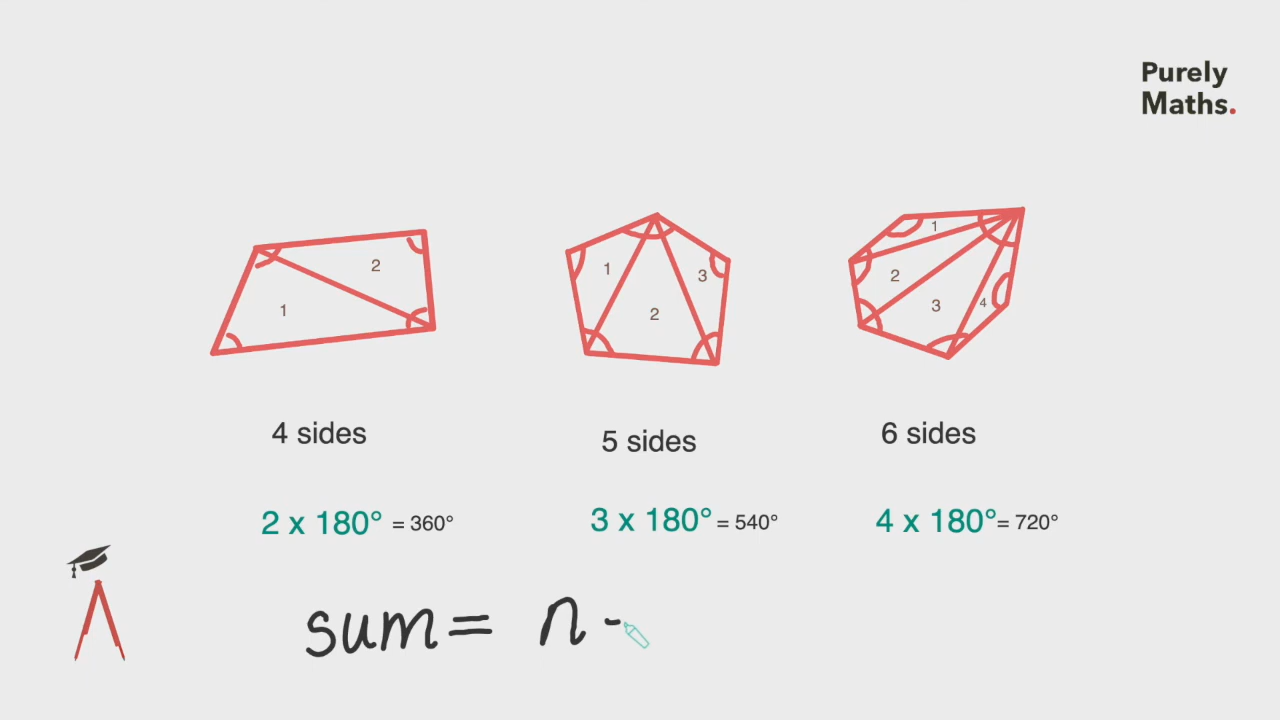 Purely
Maths.
1 2
1 2 3
1 2 3 4
4 sides
5 sides
6 sides
2 x 180° = 360°
3 x 180° = 540°
4 x 180° = 720°
sum = n -